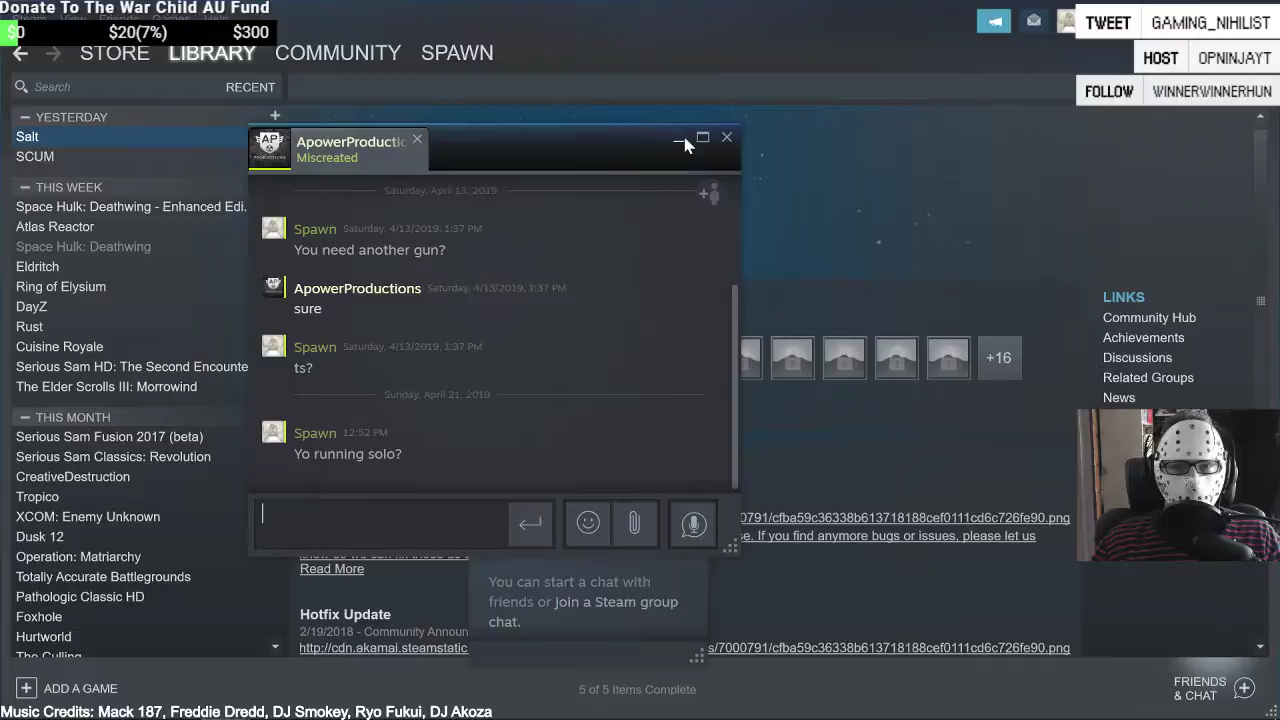 Donate To The War Child AU Fund
$0 $20(7%) $300
TWEET GAMING_NIHILIST
HOST OPNINJAYT
FOLLOW WINNERWINNERHUN
STORE LIBRARY COMMUNITY SPAWN
Search RECENT
YESTERDAY
Salt
SCUM
THIS WEEK
Space Hulk: Deathwing - Enhanced Edi.
Atlas Reactor
Space Hulk: Deathwing
Eldritch
Ring of Elysium
DayZ
Rust
Cuisine Royale
Serious Sam HD: The Second Encounte
The Elder Scrolls III: Morrowind
THIS MONTH
Serious Sam Fusion 2017 (beta)
Serious Sam Classics: Revolution
CreativeDestruction
Tropico
XCOM: Enemy Unknown
Dusk 12
Operation: Matriarchy
Totally Accurate Battlegrounds
Pathologic Classic HD
Foxhole
Hurtworld
The Culling
ADD A GAME
AP
PRODUCTIONS
ApowerProductic
Miscreated
Saturday, April 13, 2019
Spawn Saturday, 4/13/2019, 1:37 PM
You need another gun?
ApowerProductions Saturday, 4/13/2019, 1:37 PM
sure
Spawn Saturday, 4/13/2019, 1:37 PM
ts?
Sunday, April 21, 2019
Spawn 12:52 PM
Yo running solo?
+16
LINKS
Community Hub
Achievements
Discussions
Related Groups
News
0791/cfba59c36338b613718188cef0111cd6c726fe90.png
se. If you find anymore bugs or issues, please let us
Read More
You can start a chat with
friends or join a Steam group
chat.
Hotfix Update
2/19/2018 - Community Announ
http://cdn.akamai.steamstatic
s/7000791/cfba59c36338b613718188cef0111cd6c726fe90.png
5 of 5 Items Complete
FRIENDS
& CHAT
Music Credits: Mack 187, Freddie Dredd, DJ Smokey, Ryo Fukui, DJ Akoza